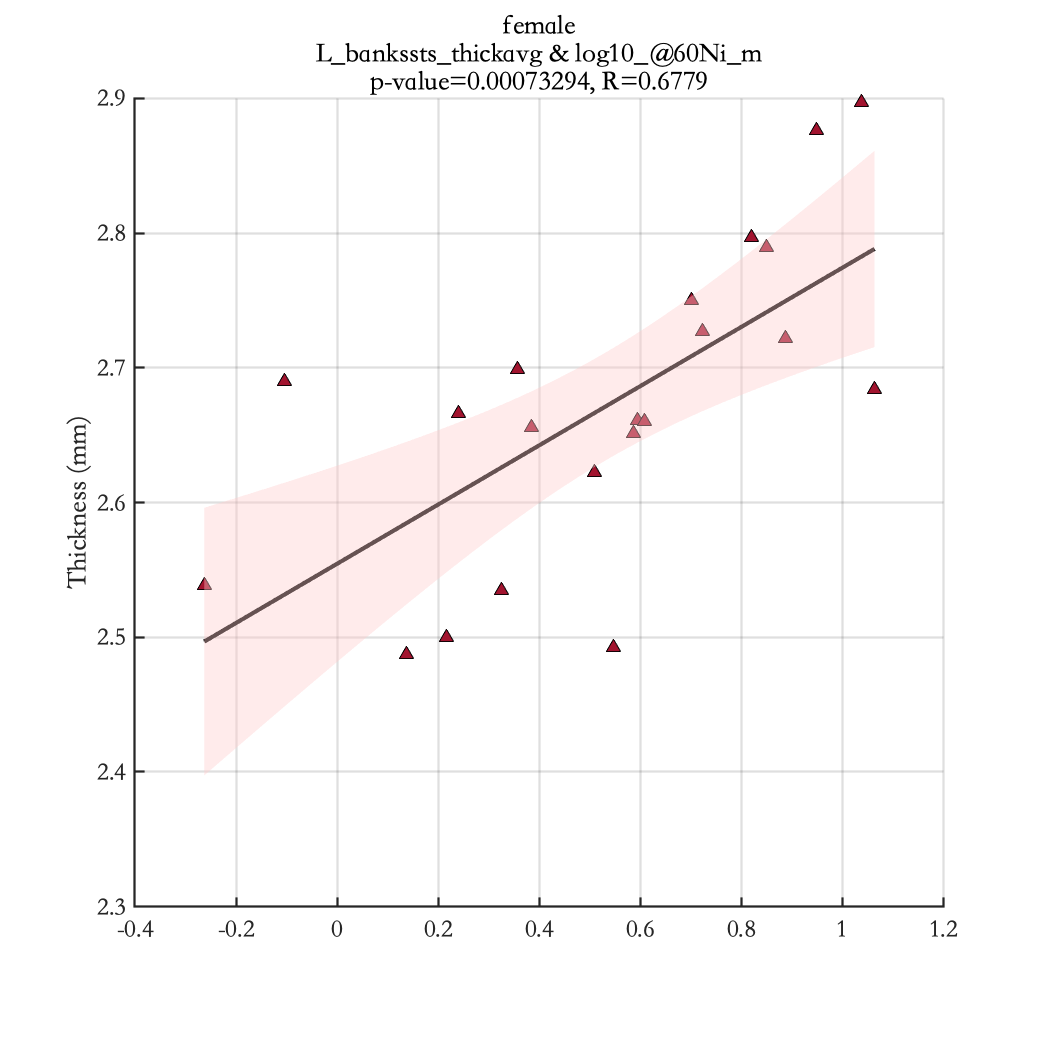 female
L_bankssts_thickavg & log10_@60Ni_m
p-value=0.00073294, R=0.6779
2.9
2.8
2.7
2.6
2.5
2.4
2.3
Thickness (mm)
-0.4 -0.2 0 0.2 0.4 0.6 0.8 1 1.2